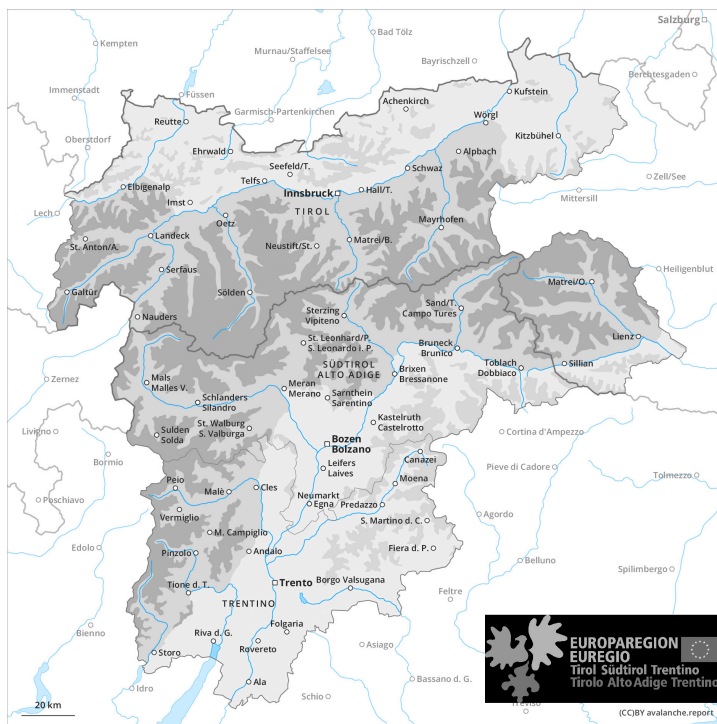 Salzburg
Kempten
Bad Tölz
Murnau/Staffelsee
Bayrischzell
Berchtesgaden
Immenstadt
Füssen
Kufstein
Achenkirch
Garmisch-Partenkirchen
Reutte
Wörgl
Oberstdorf
Kitzbühel
Ehrwald
Alpbach
Seefeld/T.
Schwaz
Zell/See
Telfs
Elbigenalp
Innsbruck
Hall/T.
Mittersill
Imst
TIROL
Lech
Oetz
Mayrhofen
St. Anton/A.
Landeck
Neustift/St.
Matrei/B.
Serfaus
Heiligenblut
Galtür
Sölden
Matrei/O.
Nauders
Sterzing
Vipiteno
Sand/T.
Campo Tures
St. Leonhard/P.
S. Leonardo i. P.
Lienz
Bruneck
Brunico
SÜDTIROL
ALTO ADIGE
Toblach
Dobbiaco
Sillian
Brixen
Bressanone
Zernez
Mals
Malles V.
Meran
Merano
Sarnthein
Sarentino
Schlanders
Silandro
Livigno
St. Walburg
S. Valburga
Kastelruth
Castelrotto
Sulden
Solda
Cortina d'Ampezzo
Bozen
Bolzano
Bormio
Canazei
Leifers
Laives
Pieve di Cadore
Tolmezzo
Peio
Moena
Malè
Cles
Neumarkt
Egna
Predazzo
Poschiavo
Vermiglio
S. Martino d. C.
Agordo
M. Campiglio
Edolo
Pinzolo
Andalo
Fiera d. P.
Belluno
Spilimbergo
Tione d. T.
Trento
Borgo Valsugana
Feltre
TRENTINO
Folgaria
Bienno
Riva d. G.
Rovereto
Asiago
Storo
EUROPAREGION
EUREGIO
Tirol Südtirol Trentino
Tirolo Alto Adige Trentino
Idro
Ala
Bassano d. G.
Schio
20 km
Treviso
(CC)BY avalanche.report